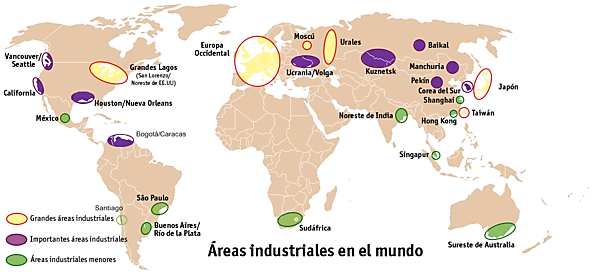 Vancouver/
Seattle
California
Grandes Lagos
(San Lorenzo/
Noreste de EE.UU)
Houston/Nueva Orleans
México
Bogotá/Caracas
Santiago
São Paulo
Buenos Aires/
Río de la Plata
Europa
Occidental
Moscú
Urales
Ucrania/Volga
Kuznetsk
Baikal
Manchuria
Pekín
Corea del Sur
Japón
Shanghai
Hong Kong
Taiwán
Noreste de India
Singapur
Sudáfrica
Sureste de Australia
Grandes áreas industriales
Importantes áreas industriales
Áreas industriales menores
Áreas industriales en el mundo